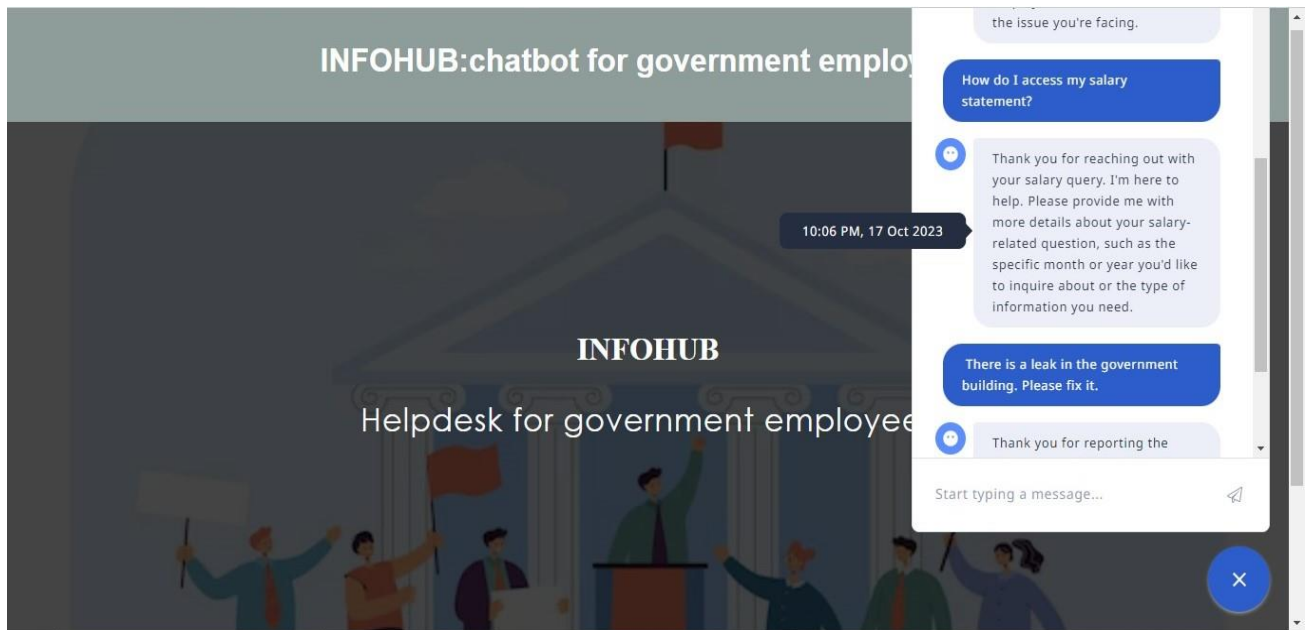 INFOHUB:chatbot for government emplo
the issue you're facing.
How do I access my salary
statement?
Thank you for reaching out with
your salary query. I'm here to
help. Please provide me with
more details about your salary-
related question, such as the
specific month or year you'd like
to inquire about or the type of
information you need.
10:06 PM, 17 Oct 2023
There is a leak in the government
building. Please fix it.
Thank you for reporting the
Start typing a message...
INFOHUB
Helpdesk for government employee